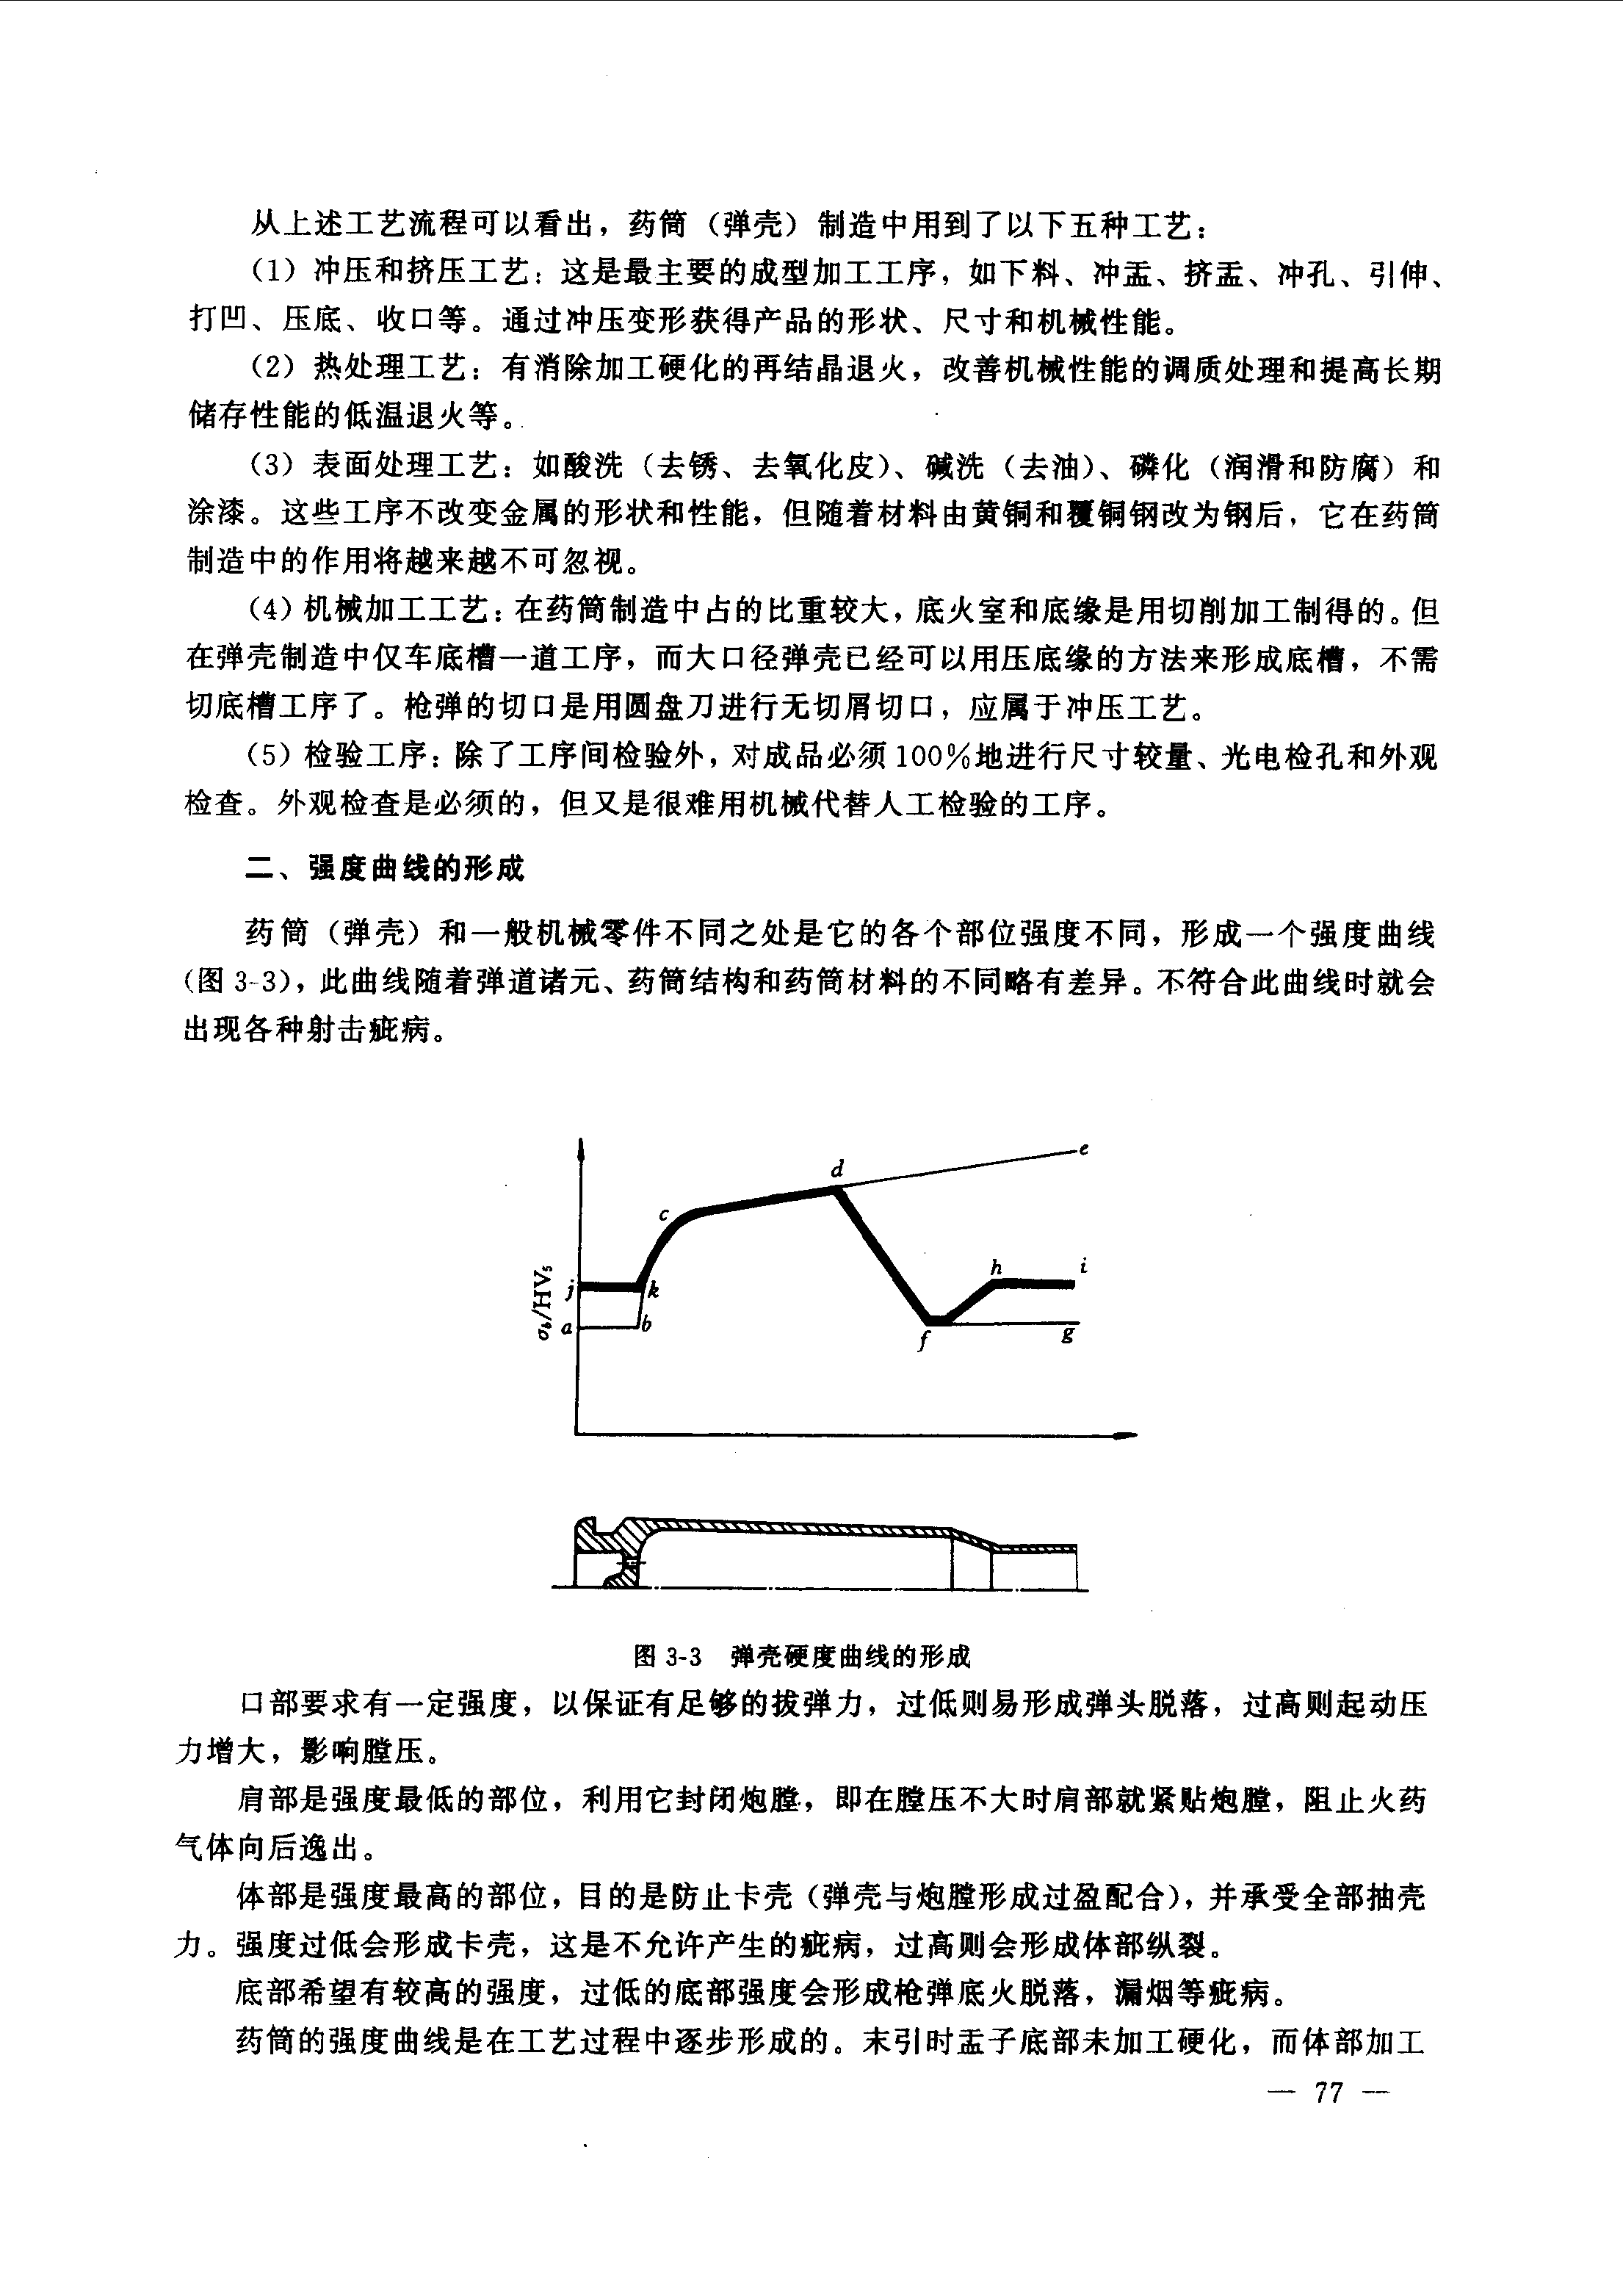 从上述工艺流程可以看出，药筒（弹壳）制造中用到了以下五种工艺：
（1）冲压和挤压工艺：这是最主要的成型加工工序，如下料、冲盂、挤盂、冲孔、引伸、
打凹、压底、收口等。通过冲压变形获得产品的形状、尺寸和机械性能。
（2）热处理工艺：有消除加工硬化的再结晶退火，改善机械性能的调质处理和提高长期
储存性能的低温退火等。
（3）表面处理工艺：如酸洗（去锈、去氧化皮）、碱洗（去油）、磷化（润滑和防腐）和
涂漆。这些工序不改变金属的形状和性能，但随着材料由黄铜和覆铜钢改为钢后，它在药筒
制造中的作用将越来越不可忽视。
（4）机械加工工艺：在药筒制造中占的比重较大，底火室和底缘是用切削加工制得的。但
在弹壳制造中仅车底槽一道工序，而大口径弹壳已经可以用压底缘的方法来形成底槽，不需
切底槽工序了。枪弹的切口是用圆盘刀进行无切屑切口，应属于冲压工艺。
（5）检验工序：除了工序间检验外，对成品必须100%地进行尺寸较量、光电检孔和外观
检查。外观检查是必须的，但又是很难用机械代替人工检验的工序。
二、强度曲线的形成
药筒（弹壳）和一般机械零件不同之处是它的各个部位强度不同，形成一个强度曲线
（图 3-3），此曲线随着弹道诸元、药筒结构和药筒材料的不同略有差异。不符合此曲线时就会
出现各种射击疵病。
e
d
c
h
i
j
k
a
b
f
g
σb/HV5
图 3-3 弹壳硬度曲线的形成
口部要求有一定强度，以保证有足够的拔弹力，过低则易形成弹头脱落，过高则起动压
力增大，影响膛压。
肩部是强度最低的部位，利用它封闭炮膛，即在膛压不大时肩部就紧贴炮膛，阻止火药
气体向后逸出。
体部是强度最高的部位，目的是防止卡壳（弹壳与炮膛形成过盈配合），并承受全部抽壳
力。强度过低会形成卡壳，这是不允许产生的疵病，过高则会形成体部纵裂。
底部希望有较高的强度，过低的底部强度会形成枪弹底火脱落，漏烟等疵病。
药筒的强度曲线是在工艺过程中逐步形成的。末引时盂子底部未加工硬化，而体部加工
— 77 —